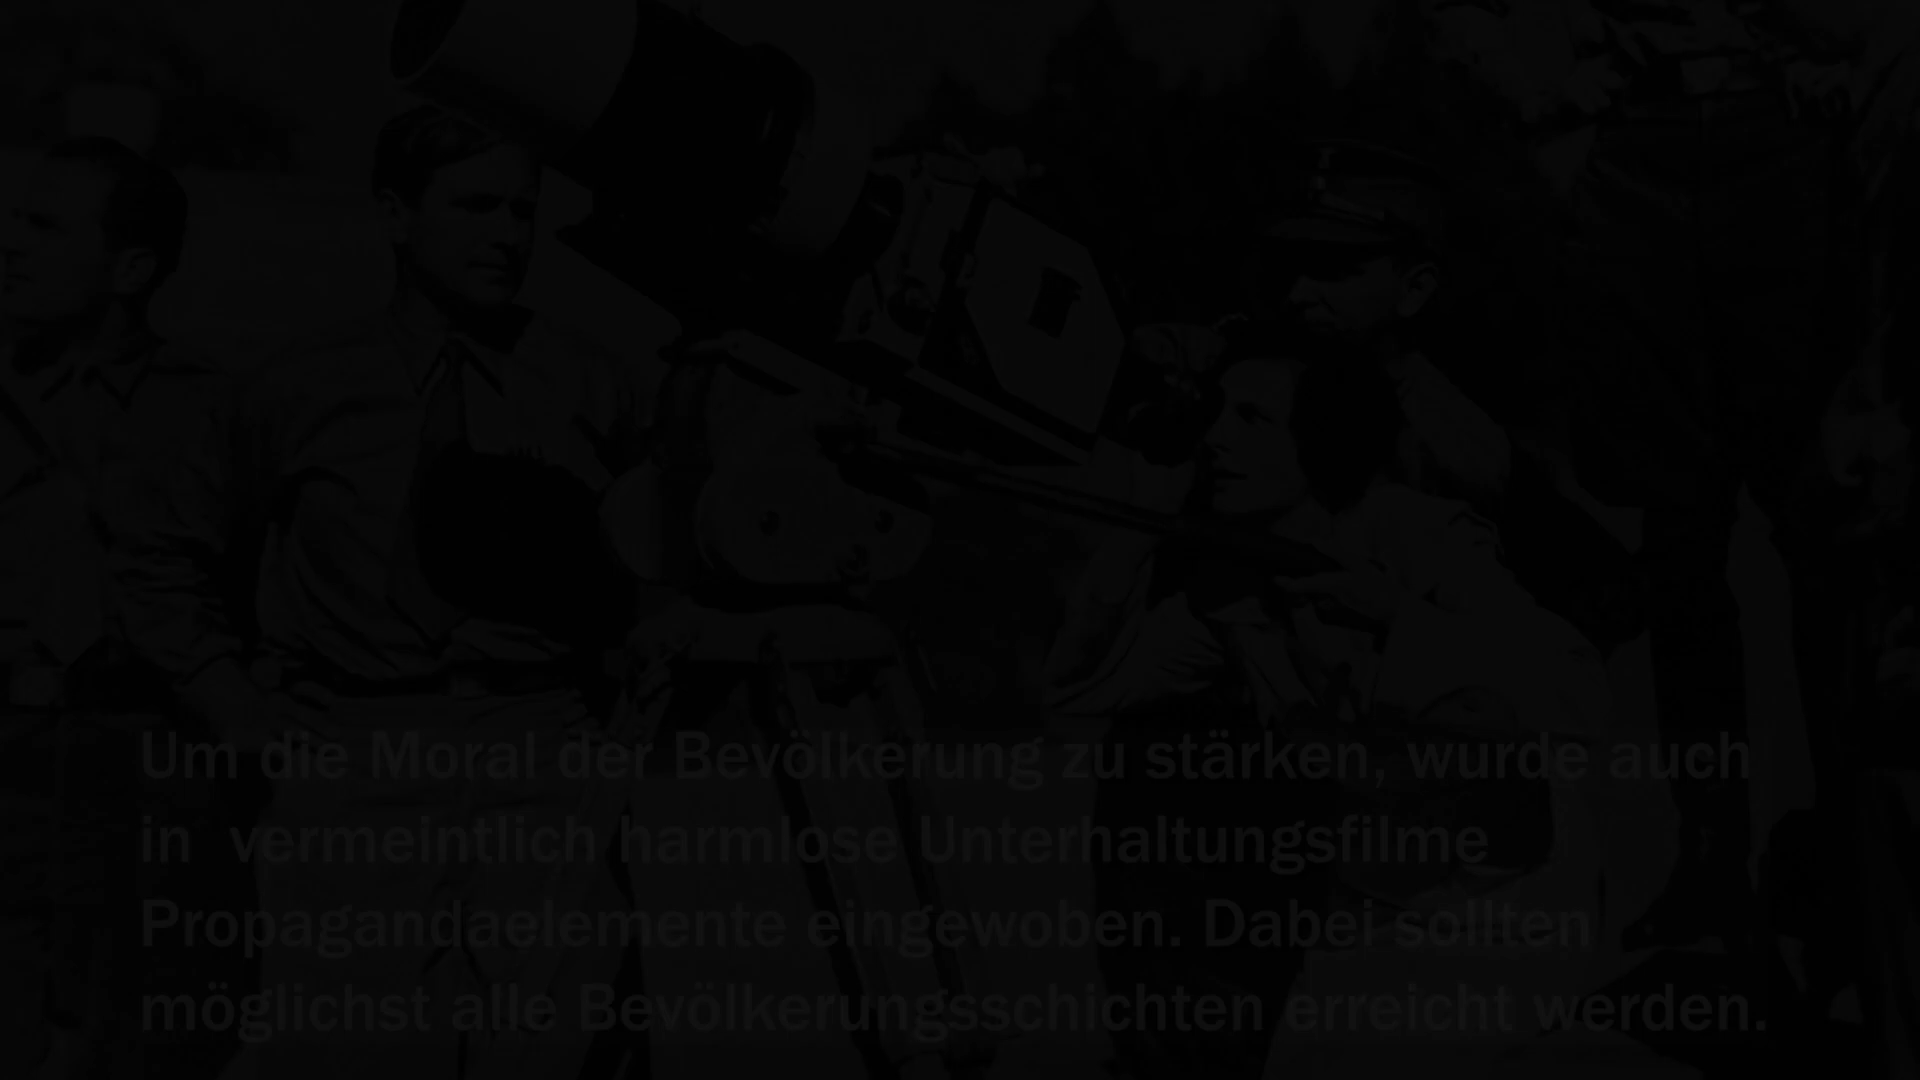 Um die Moral der Bevölkerung zu stärken, wurde auch
in  vermeintlich harmlose Unterhaltungsfilme
Propagandaelemente eingewoben. Dabei sollten
möglichst alle Bevölkerungsschichten erreicht werden.